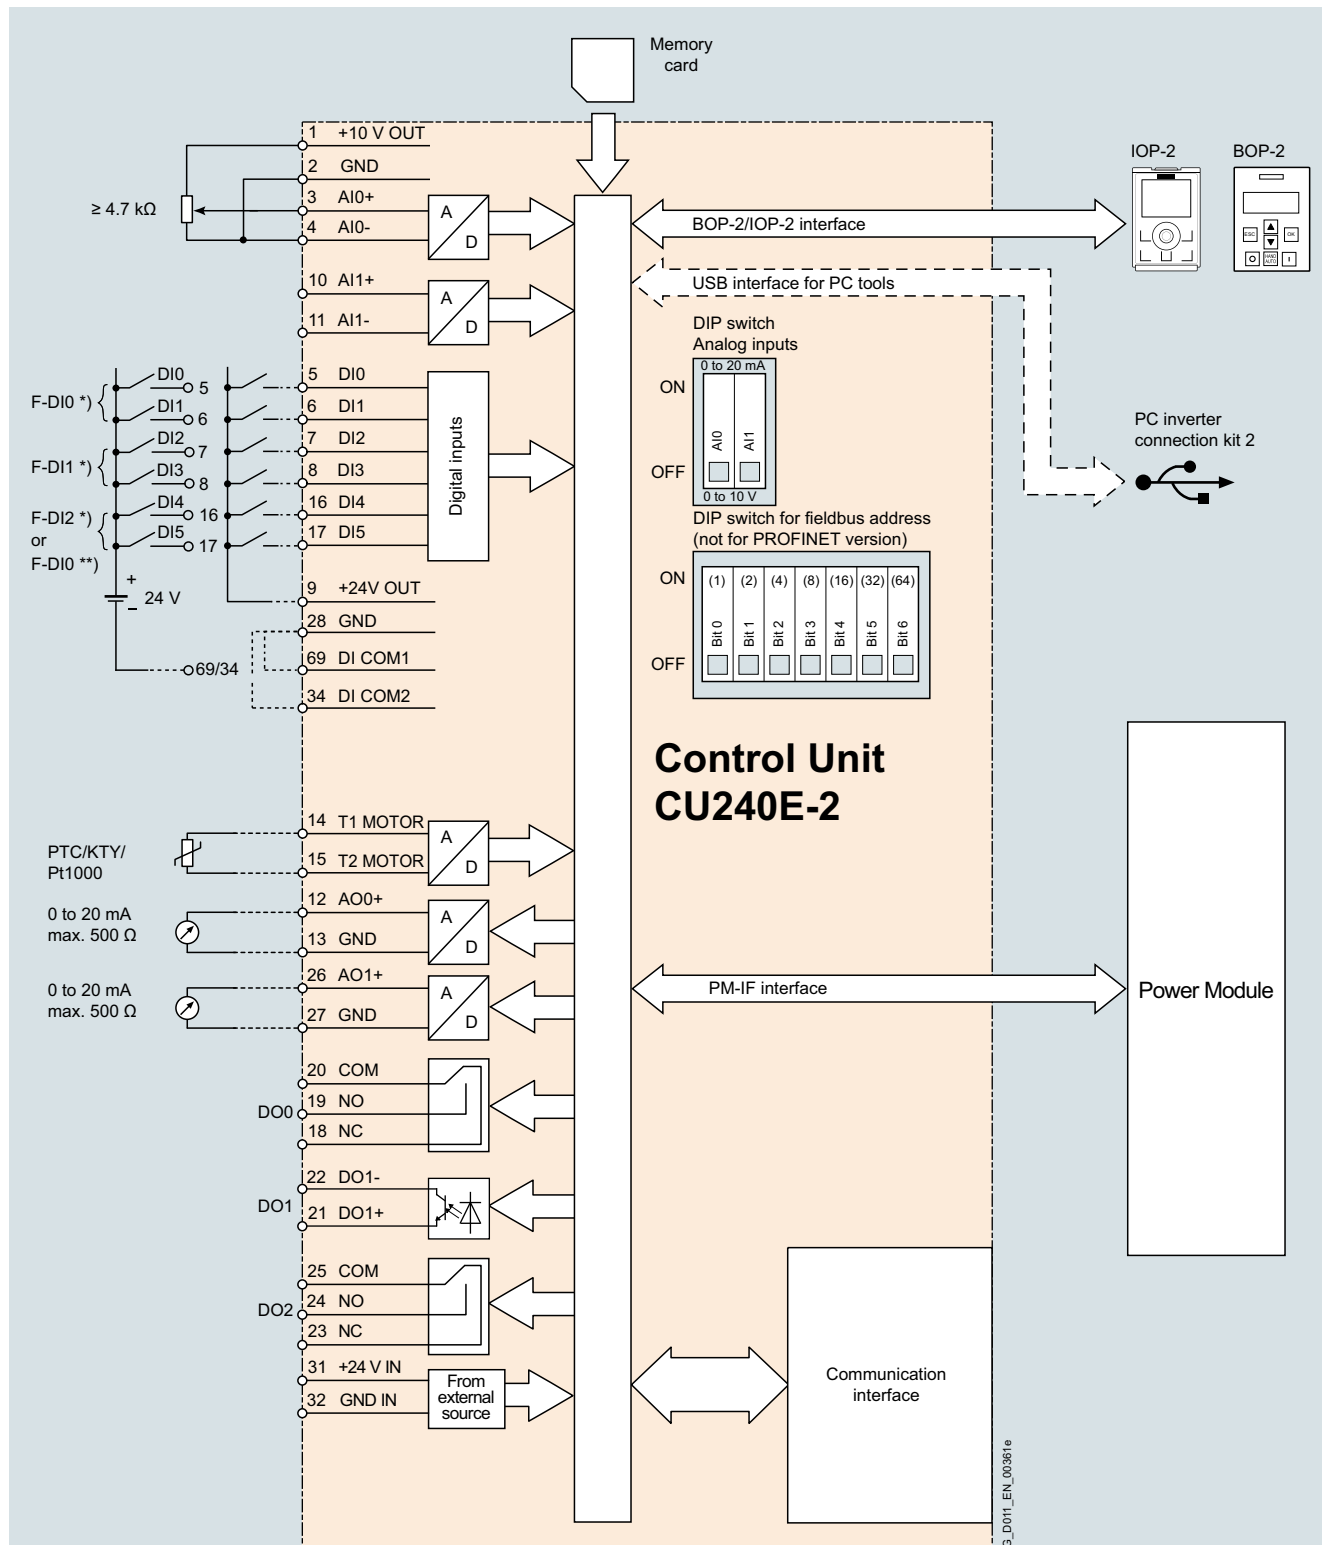 Memory
card
1 +10 V OUT
2 GND
3 AI0+
4 AI0-
≥ 4.7 kΩ
A
D
10 AI1+
11 AI1-
A
D
BOP-2/IOP-2 interface
IOP-2
BOP-2
ESC
OK
HAND
AUTO
USB interface for PC tools
DIP switch
Analog inputs
0 to 20 mA
ON
AI0
AI1
OFF
0 to 10 V
PC inverter
connection kit 2
DIP switch for fieldbus address
(not for PROFINET version)
ON
(1) (2) (4) (8) (16) (32) (64)
Bit 0 Bit 1 Bit 2 Bit 3 Bit 4 Bit 5 Bit 6
OFF
F-DI0 *)
F-DI1 *)
F-DI2 *)
or
F-DI0 **)
DI0 5
DI1 6
DI2 7
DI3 8
DI4 16
DI5 17
+
24 V
–
69/34
5 DI0
6 DI1
7 DI2
8 DI3
16 DI4
17 DI5
Digital inputs
9 +24V OUT
28 GND
69 DI COM1
34 DI COM2
Control Unit
CU240E-2
PTC/KTY/
Pt1000
14 T1 MOTOR
15 T2 MOTOR
A
D
0 to 20 mA
max. 500 Ω
12 AO0+
13 GND
A
D
0 to 20 mA
max. 500 Ω
26 AO1+
27 GND
A
D
PM-IF interface
Power Module
DO0
20 COM
19 NO
18 NC
DO1
22 DO1-
21 DO1+
DO2
25 COM
24 NO
23 NC
31 +24 V IN
32 GND IN
From
external
source
Communication
interface
G_D011_EN_00361e